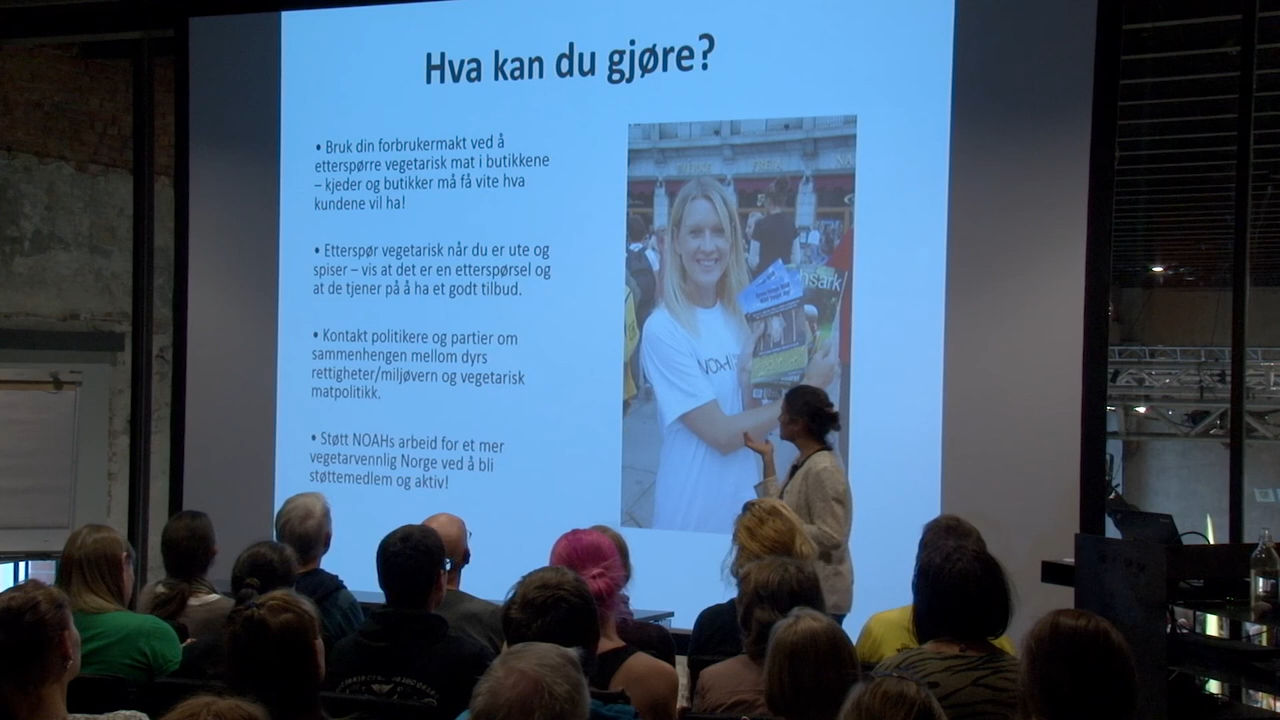 Hva kan du gjøre?
• Bruk din forbrukermakt ved å
etterspørre vegetarisk mat i butikkene
– kjeder og butikker må få vite hva
kundene vil ha!
• Etterspør vegetarisk når du er ute og
spiser – vis at det er en etterspørsel og
at de tjener på å ha et godt tilbud.
• Kontakt politikere og partier om
sammenhengen mellom dyrs
rettigheter/miljøvern og vegetarisk
matpolitikk.
• Støtt NOAHs arbeid for et mer
vegetarvennlig Norge ved å bli
støttemedlem og aktiv!
NOAH